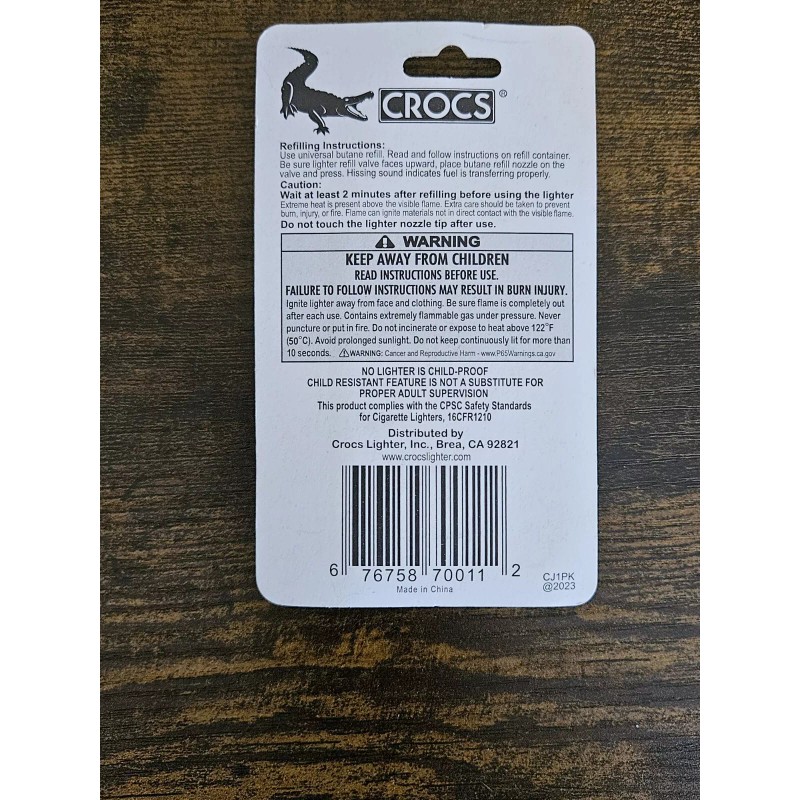 CROCS®
Refilling Instructions:
Use universal butane refill. Read and follow instructions on refill container.
Be sure lighter refill valve faces upward, place butane refill nozzle on the
valve and press. Hissing sound indicates fuel is transferring properly.
Caution:
Wait at least 2 minutes after refilling before using the lighter
Extreme heat is present above the visible flame. Extra care should be taken to prevent
burn, injury, or fire. Flame can ignite materials not in direct contact with the visible flame.
Do not touch the lighter nozzle tip after use.
WARNING
KEEP AWAY FROM CHILDREN
READ INSTRUCTIONS BEFORE USE.
FAILURE TO FOLLOW INSTRUCTIONS MAY RESULT IN BURN INJURY.
Ignite lighter away from face and clothing. Be sure flame is completely out
after each use. Contains extremely flammable gas under pressure. Never
puncture or put in fire. Do not incinerate or expose to heat above 122°F
(50°C). Avoid prolonged sunlight. Do not keep continuously lit for more than
10 seconds. ⚠WARNING: Cancer and Reproductive Harm - www.P65Warnings.ca.gov
NO LIGHTER IS CHILD-PROOF
CHILD RESISTANT FEATURE IS NOT A SUBSTITUTE FOR
PROPER ADULT SUPERVISION
This product complies with the CPSC Safety Standards
for Cigarette Lighters, 16CFR1210
Distributed by
Crocs Lighter, Inc., Brea, CA 92821
www.crocslighter.com
6 76758 70011 2
Made in China
CJ1PK
@2023